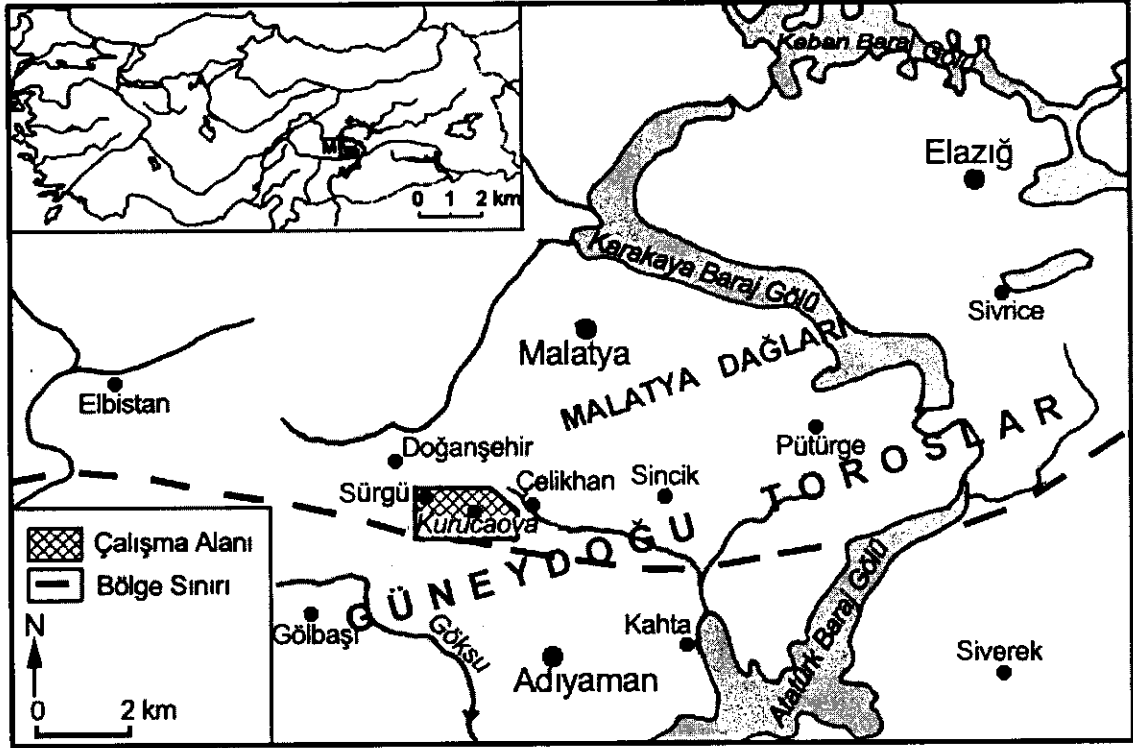 Keban Baraj Gölü
Elazığ
M
0 1 2 km
Karakaya Baraj Gölü
Sivrice
Malatya
MALATYA DAĞLARI
Elbistan
Doğanşehir
Pütürge
Sürgü
Çelikhan
Sincik
Kurucaova
GÜNEYDOĞU TOROSLAR
Çalışma Alanı
Bölge Sınırı
N
0 2 km
Gölbaşı
Göksu
Adıyaman
Kahta
Atatürk Baraj Gölü
Siverek